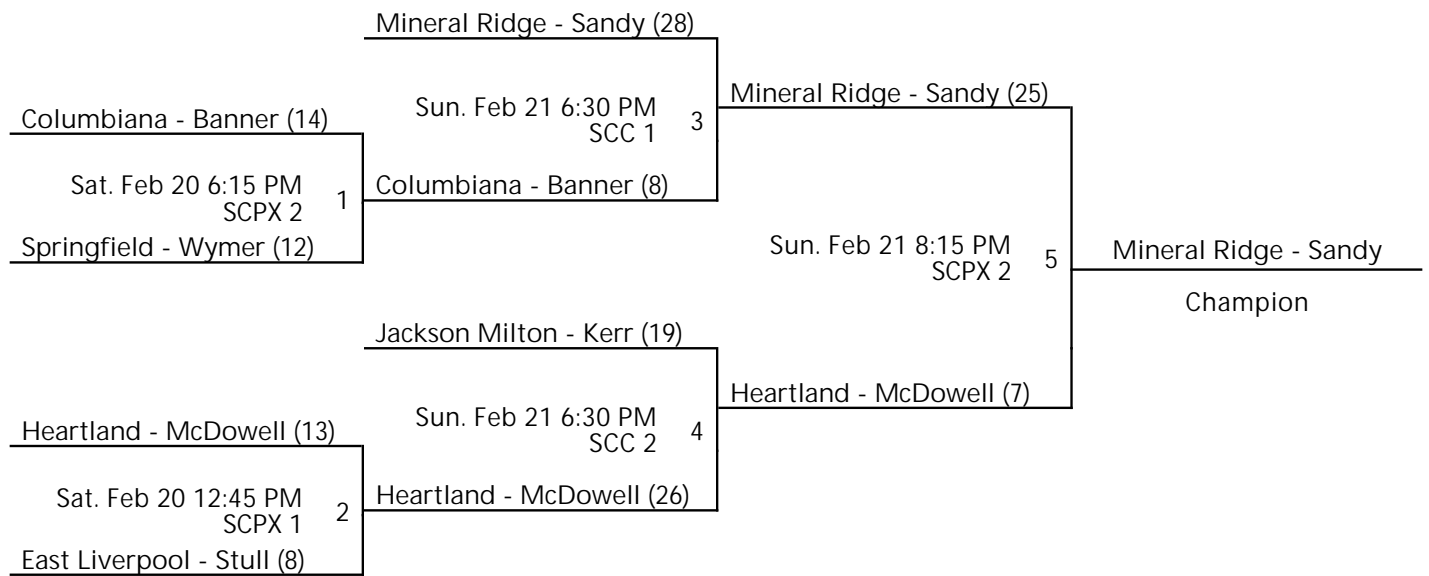 Mineral Ridge - Sandy (28)
Sun. Feb 21 6:30 PM
SCC 1
3
Mineral Ridge - Sandy (25)
Columbiana - Banner (14)
Sat. Feb 20 6:15 PM
SCPX 2
1
Columbiana - Banner (8)
Springfield - Wymer (12)
Sun. Feb 21 8:15 PM
SCPX 2
5
Mineral Ridge - Sandy
Champion
Jackson Milton - Kerr (19)
Sun. Feb 21 6:30 PM
SCC 2
4
Heartland - McDowell (7)
Heartland - McDowell (13)
Sat. Feb 20 12:45 PM
SCPX 1
2
Heartland - McDowell (26)
East Liverpool - Stull (8)